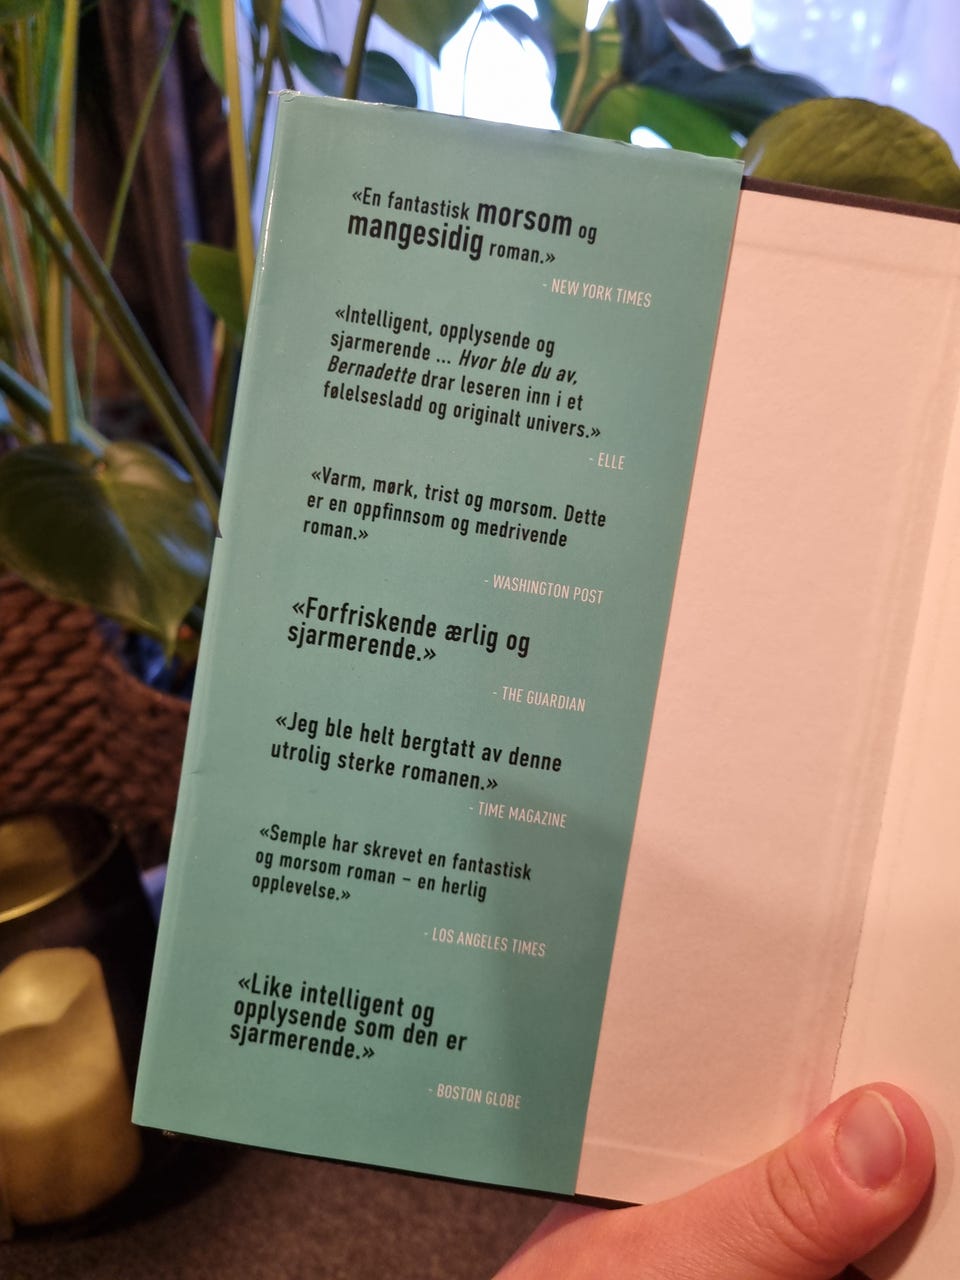 «En fantastisk morsom og
mangesidig roman.»
- NEW YORK TIMES
«Intelligent, opplysende og
sjarmerende ... Hvor ble du av,
Bernadette drar leseren inn i et
følelsesladd og originalt univers.»
- ELLE
«Varm, mørk, trist og morsom. Dette
er en oppfinnsom og medrivende
roman.»
- WASHINGTON POST
«Forfriskende ærlig og
sjarmerende.»
- THE GUARDIAN
«Jeg ble helt bergtatt av denne
utrolig sterke romanen.»
- TIME MAGAZINE
«Semple har skrevet en fantastisk
og morsom roman – en herlig
opplevelse.»
- LOS ANGELES TIMES
«Like intelligent og
opplysende som den er
sjarmerende.»
- BOSTON GLOBE